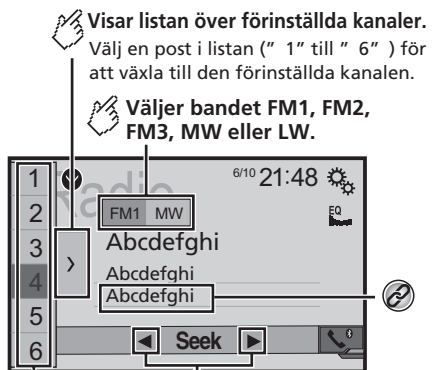 Visar listan över förinställda kanaler.
Välj en post i listan (” 1” till ” 6” ) för
att växla till den förinställda kanalen.
Väljer bandet FM1, FM2,
FM3, MW eller LW.
Radio
6/10 21:48
EQ
1
2
3
4
5
6
FM1 MW
Abcdefghi
Abcdefghi
Abcdefghi
Seek